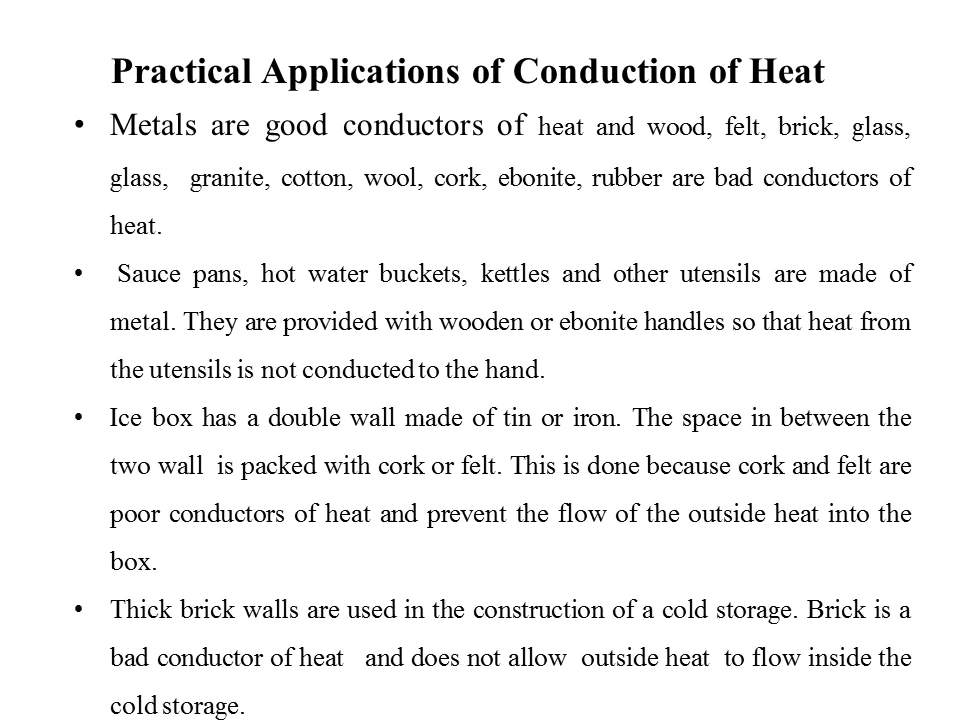 Practical Applications of Conduction of Heat
• Metals are good conductors of heat and wood, felt, brick, glass,
glass, granite, cotton, wool, cork, ebonite, rubber are bad conductors of
heat.
• Sauce pans, hot water buckets, kettles and other utensils are made of
metal. They are provided with wooden or ebonite handles so that heat from
the utensils is not conducted to the hand.
• Ice box has a double wall made of tin or iron. The space in between the
two wall is packed with cork or felt. This is done because cork and felt are
poor conductors of heat and prevent the flow of the outside heat into the
box.
• Thick brick walls are used in the construction of a cold storage. Brick is a
bad conductor of heat and does not allow outside heat to flow inside the
cold storage.